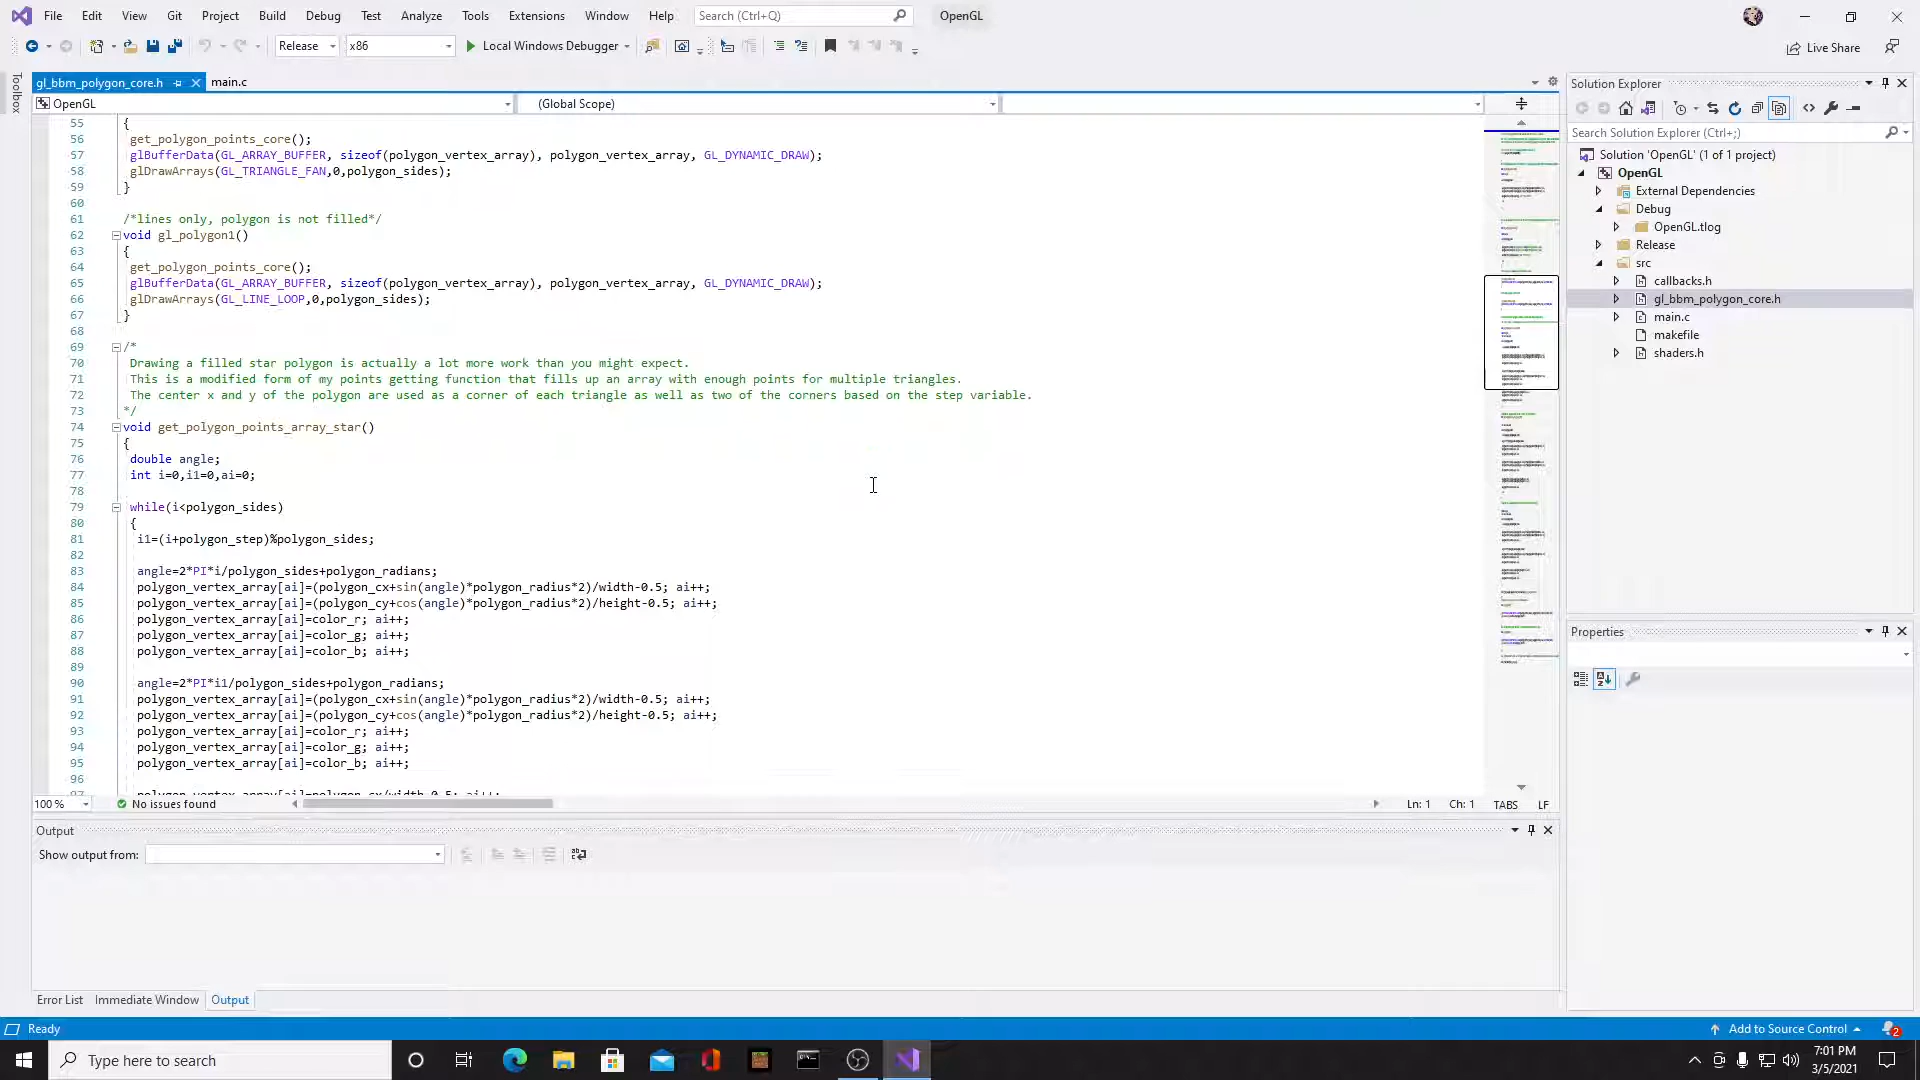 File Edit View Git Project Build Debug Test Analyze Tools Extensions Window Help Search (Ctrl+Q) OpenGL
Release x86 Local Windows Debugger Live Share
Toolbox
gl_bbm_polygon_core.h main.c
OpenGL (Global Scope)
55 {
56 get_polygon_points_core();
57 glBufferData(GL_ARRAY_BUFFER, sizeof(polygon_vertex_array), polygon_vertex_array, GL_DYNAMIC_DRAW);
58 glDrawArrays(GL_TRIANGLE_FAN,0,polygon_sides);
59 }
60
61 /*lines only, polygon is not filled*/
62 void gl_polygon1()
63 {
64 get_polygon_points_core();
65 glBufferData(GL_ARRAY_BUFFER, sizeof(polygon_vertex_array), polygon_vertex_array, GL_DYNAMIC_DRAW);
66 glDrawArrays(GL_LINE_LOOP,0,polygon_sides);
67 }
68
69 /*
70 Drawing a filled star polygon is actually a lot more work than you might expect.
71 This is a modified form of my points getting function that fills up an array with enough points for multiple triangles.
72 The center x and y of the polygon are used as a corner of each triangle as well as two of the corners based on the step variable.
73 */
74 void get_polygon_points_array_star()
75 {
76 double angle;
77 int i=0,i1=0,ai=0;
78
79 while(i<polygon_sides)
80 {
81 i1=(i+polygon_step)%polygon_sides;
82
83 angle=2*PI*i/polygon_sides+polygon_radians;
84 polygon_vertex_array[ai]=(polygon_cx+sin(angle)*polygon_radius*2)/width-0.5; ai++;
85 polygon_vertex_array[ai]=(polygon_cy+cos(angle)*polygon_radius*2)/height-0.5; ai++;
86 polygon_vertex_array[ai]=color_r; ai++;
87 polygon_vertex_array[ai]=color_g; ai++;
88 polygon_vertex_array[ai]=color_b; ai++;
89
90 angle=2*PI*i1/polygon_sides+polygon_radians;
91 polygon_vertex_array[ai]=(polygon_cx+sin(angle)*polygon_radius*2)/width-0.5; ai++;
92 polygon_vertex_array[ai]=(polygon_cy+cos(angle)*polygon_radius*2)/height-0.5; ai++;
93 polygon_vertex_array[ai]=color_r; ai++;
94 polygon_vertex_array[ai]=color_g; ai++;
95 polygon_vertex_array[ai]=color_b; ai++;
96
97 polygon_vertex_array[ai]=polygon_cx/width-0.5; ai++;
100 % No issues found Ln: 1 Ch: 1 TABS LF
Output
Show output from:
Error List Immediate Window Output
Solution Explorer
Search Solution Explorer (Ctrl+;)
Solution 'OpenGL' (1 of 1 project)
OpenGL
External Dependencies
Debug
OpenGL.tlog
Release
src
callbacks.h
gl_bbm_polygon_core.h
main.c
makefile
shaders.h
Properties
Ready Add to Source Control 2
Type here to search
7:01 PM
3/5/2021